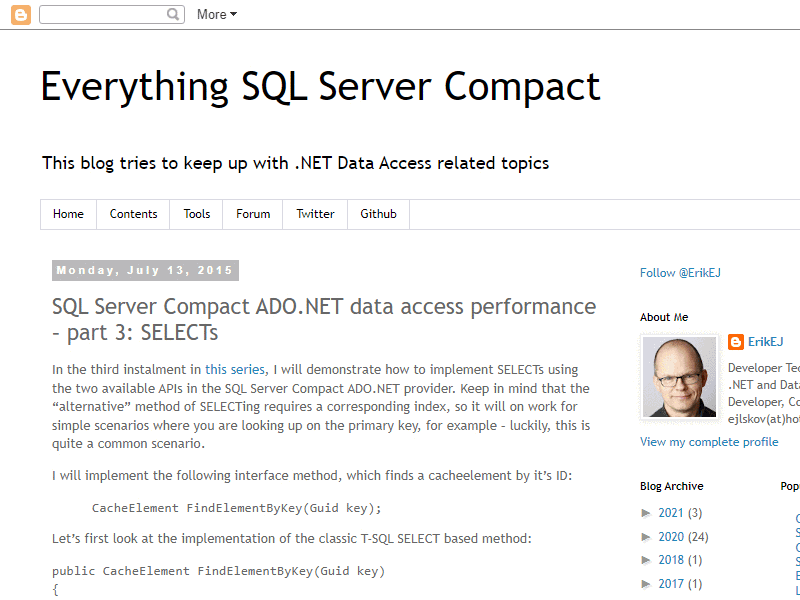 More
Everything SQL Server Compact
This blog tries to keep up with .NET Data Access related topics
Home Contents Tools Forum Twitter Github
Monday, July 13, 2015
SQL Server Compact ADO.NET data access performance
– part 3: SELECTs
In the third instalment in this series, I will demonstrate how to implement SELECTs using
the two available APIs in the SQL Server Compact ADO.NET provider. Keep in mind that the
“alternative” method of SELECTing requires a corresponding index, so it will on work for
simple scenarios where you are looking up on the primary key, for example – luckily, this is
quite a common scenario.
I will implement the following interface method, which finds a cacheelement by it’s ID:
CacheElement FindElementByKey(Guid key);
Let’s first look at the implementation of the classic T-SQL SELECT based method:
public CacheElement FindElementByKey(Guid key)
{
Follow @ErikEJ
About Me
ErikEJ
Developer Tec
.NET and Data
Developer, Co
ejlskov(at)hot
View my complete profile
Blog Archive
► 2021 (3)
► 2020 (24)
► 2018 (1)
► 2017 (1)
Popu